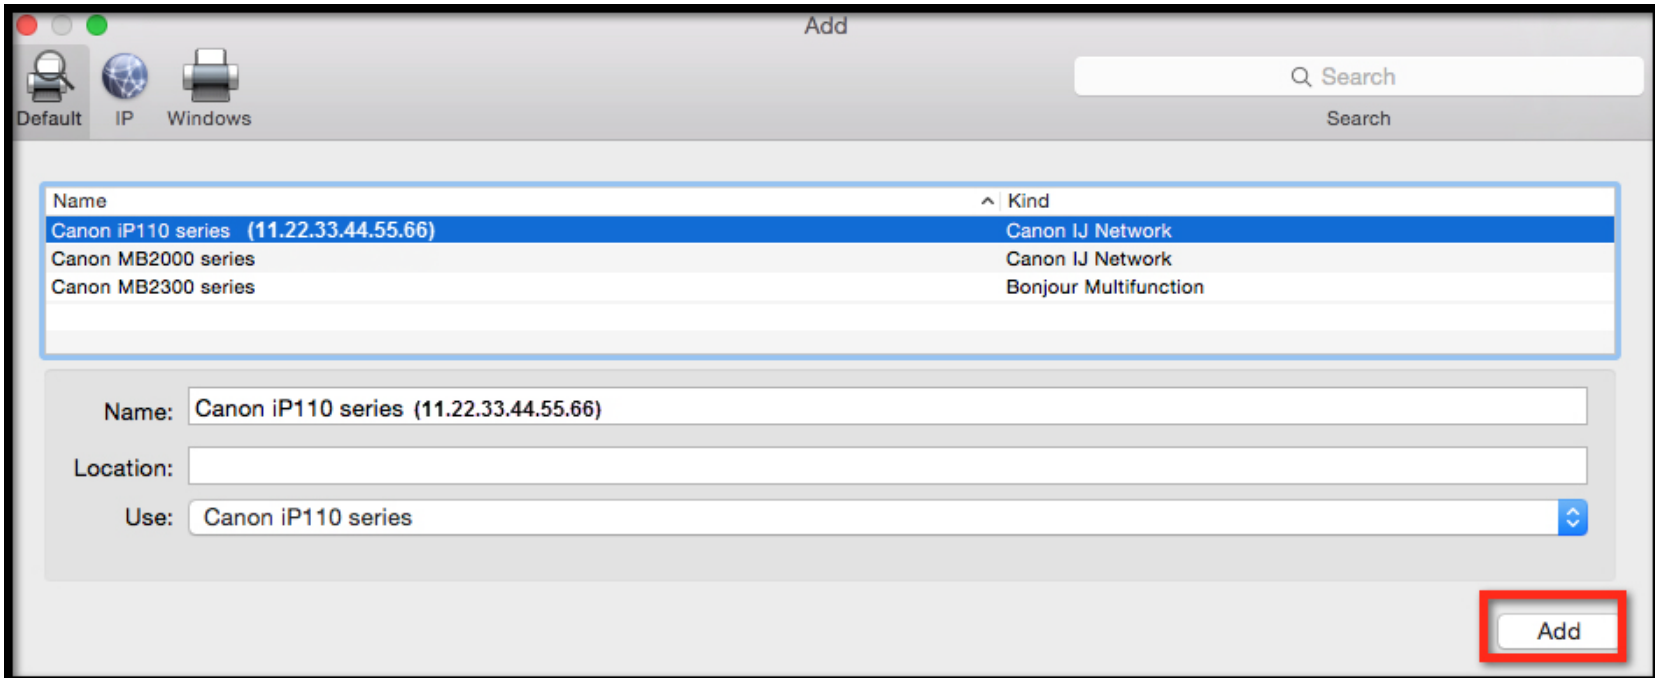 Add
Default IP Windows
Search
Search
Name Kind
Canon iP110 series (11.22.33.44.55.66) Canon IJ Network
Canon MB2000 series Canon IJ Network
Canon MB2300 series Bonjour Multifunction
Name: Canon iP110 series (11.22.33.44.55.66)
Location:
Use: Canon iP110 series
Add